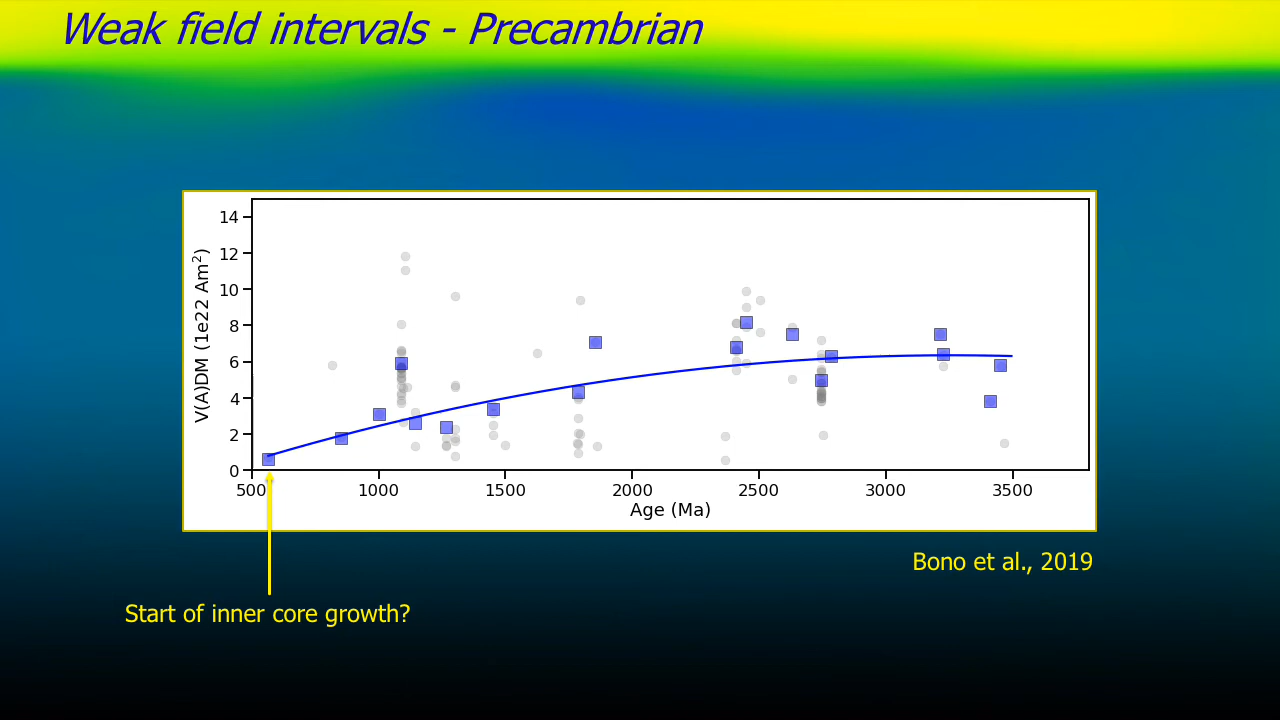 Weak field intervals - Precambrian
14
12
10
8
6
4
2
0
V(A)DM (1e22 Am²)
500 1000 1500 2000 2500 3000 3500
Age (Ma)
Bono et al., 2019
Start of inner core growth?